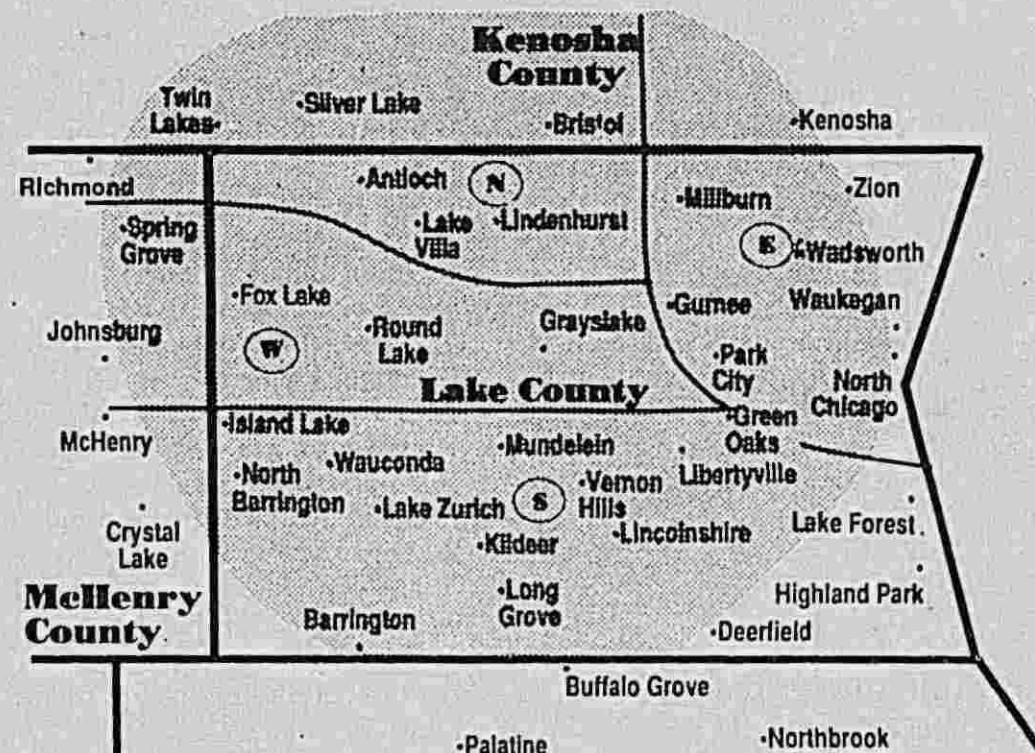 Kenosha
County
Twin
Lakes
Silver Lake
Bristol
Kenosha
Richmond
Antioch
N
Millburn
Zion
Spring
Grove
Lake
Villa
Lindenhurst
E
Wadsworth
Fox Lake
Gurnee
Waukegan
Johnsburg
W
Round
Lake
Grayslake
Park
City
North
Chicago
Lake County
McHenry
Island Lake
Mundelein
Green
Oaks
North
Barrington
Wauconda
Vernon
Hills
Libertyville
Lake Zurich
S
Crystal
Lake
Kildeer
Lincolnshire
Lake Forest
McHenry
County
Long
Grove
Highland Park
Barrington
Deerfield
Buffalo Grove
Palatine
Northbrook